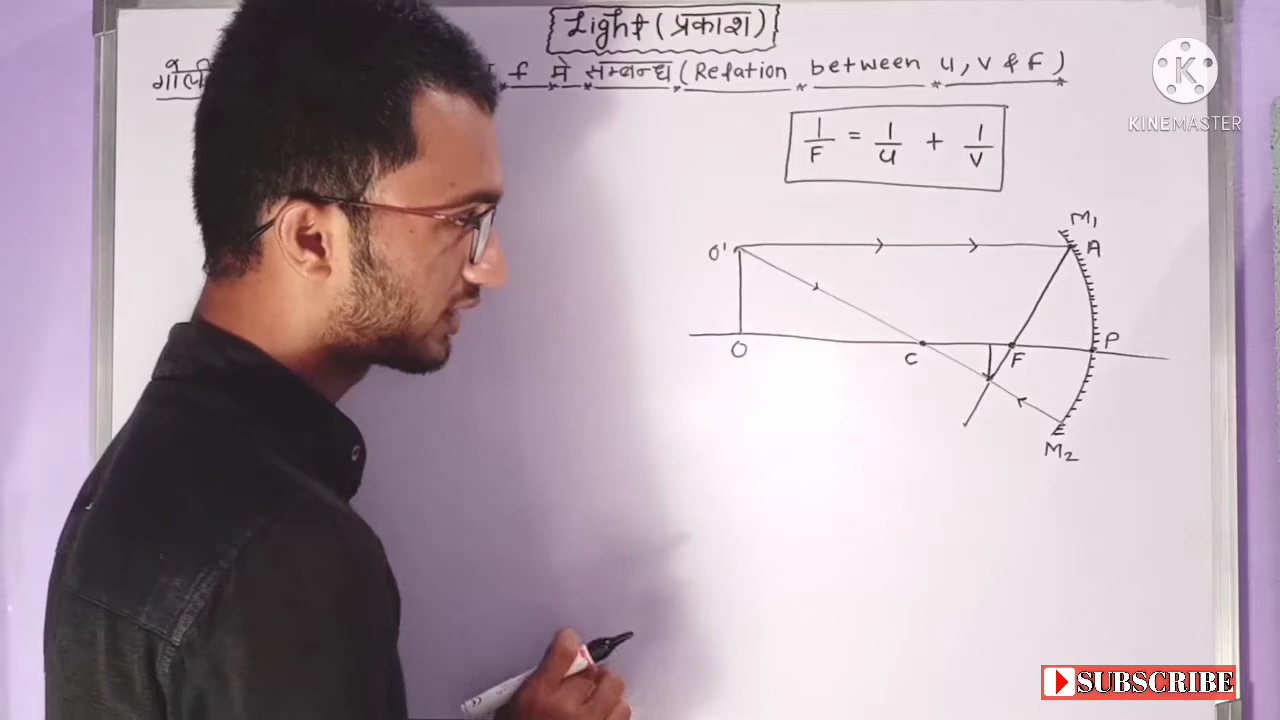 Light (प्रकाश)
f मे सम्बन्ध (Relation between u, v & f)
K
KINEMASTER
1/F = 1/u + 1/v
M1
O' A
O C F P
M2
SUBSCRIBE